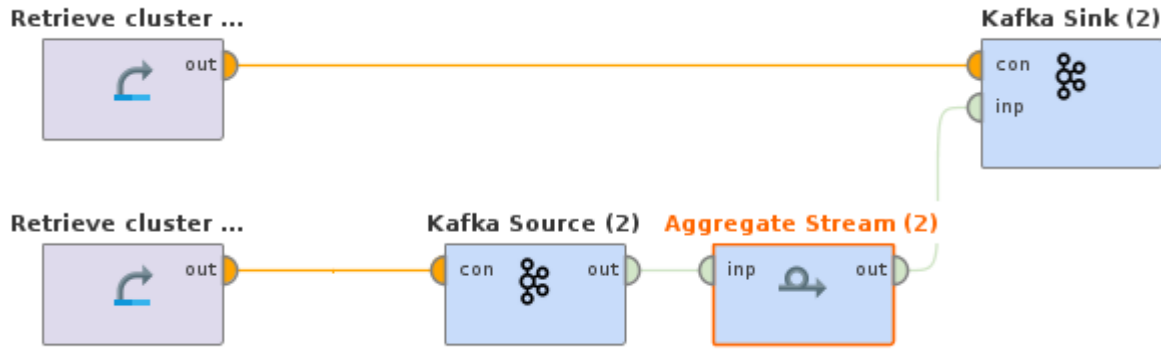 Retrieve cluster ...
out
Kafka Sink (2)
con
inp
Retrieve cluster ...
out
Kafka Source (2)
con
out
Aggregate Stream (2)
inp
out